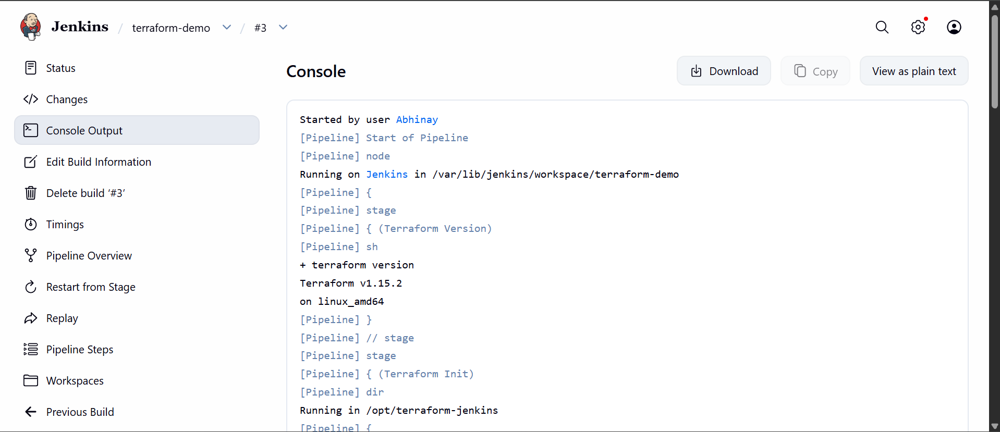 Jenkins / terraform-demo / #3
Status
Changes
Console Output
Edit Build Information
Delete build ‘#3’
Timings
Pipeline Overview
Restart from Stage
Replay
Pipeline Steps
Workspaces
Previous Build
Console
Download
Copy
View as plain text
Started by user Abhinay
[Pipeline] Start of Pipeline
[Pipeline] node
Running on Jenkins in /var/lib/jenkins/workspace/terraform-demo
[Pipeline] {
[Pipeline] stage
[Pipeline] { (Terraform Version)
[Pipeline] sh
+ terraform version
Terraform v1.15.2
on linux_amd64
[Pipeline] }
[Pipeline] // stage
[Pipeline] stage
[Pipeline] { (Terraform Init)
[Pipeline] dir
Running in /opt/terraform-jenkins
[Pipeline] {